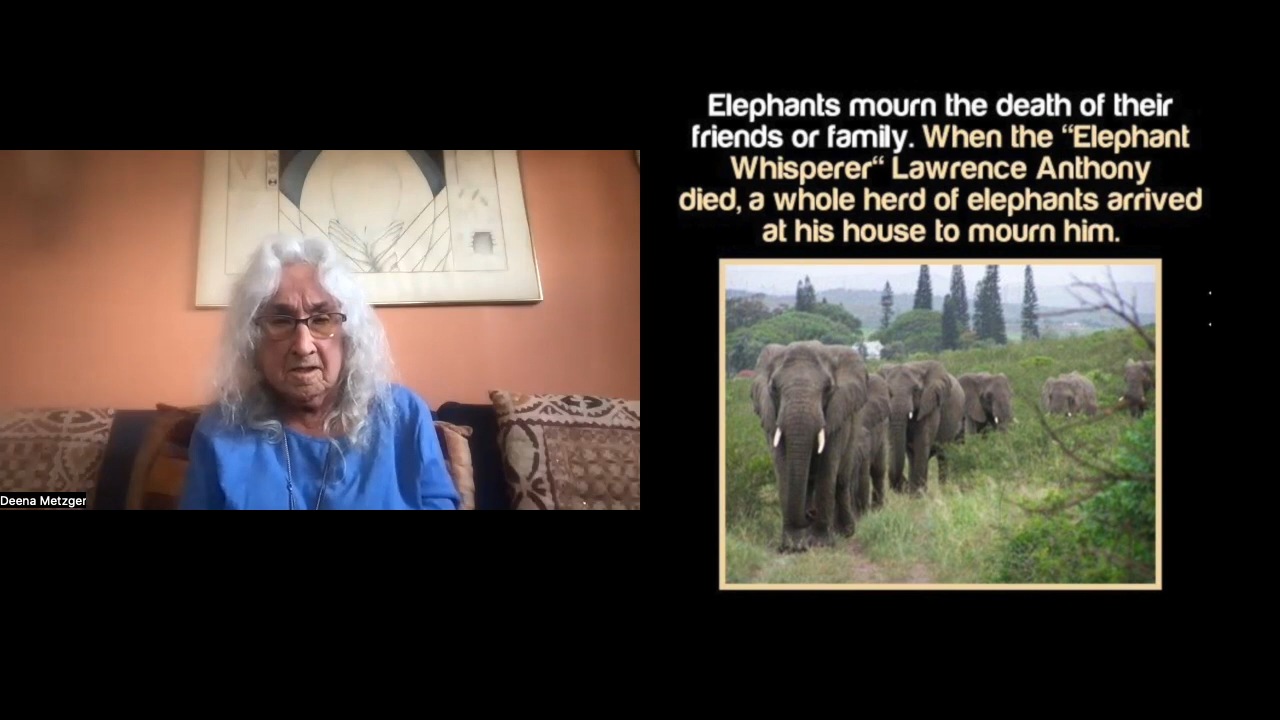 Elephants mourn the death of their
friends or family. When the “Elephant
Whisperer“ Lawrence Anthony
died, a whole herd of elephants arrived
at his house to mourn him.
Deena Metzger